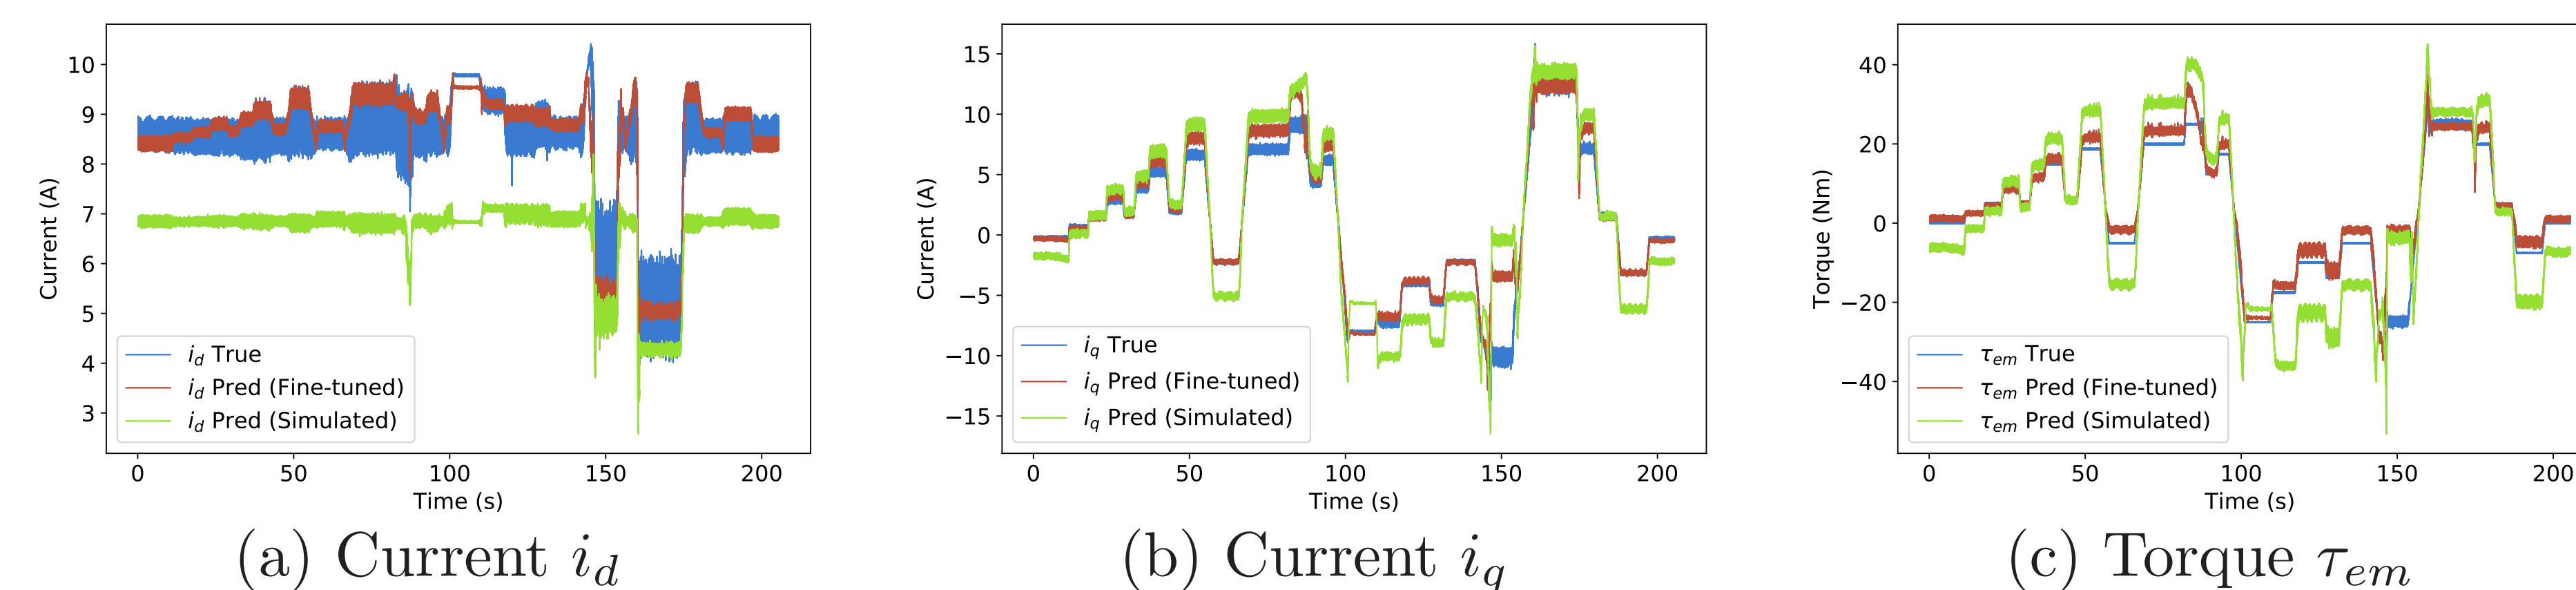 10
9
8
7
6
5
4
3
Current (A)
i_d True
i_d Pred (Fine-tuned)
i_d Pred (Simulated)
0 50 100 150 200
Time (s)
(a) Current i_d
15
10
5
0
−5
−10
−15
Current (A)
i_q True
i_q Pred (Fine-tuned)
i_q Pred (Simulated)
0 50 100 150 200
Time (s)
(b) Current i_q
40
20
0
−20
−40
Torque (Nm)
τ_em True
τ_em Pred (Fine-tuned)
τ_em Pred (Simulated)
0 50 100 150 200
Time (s)
(c) Torque τ_em